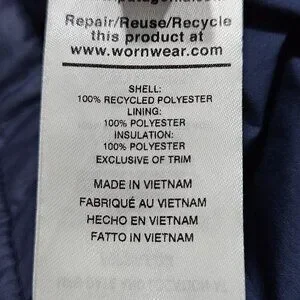 Repair/Reuse/Recycle
this product at
www.wornwear.com
SHELL:
100% RECYCLED POLYESTER
LINING:
100% POLYESTER
INSULATION:
100% POLYESTER
EXCLUSIVE OF TRIM
MADE IN VIETNAM
FABRIQUÉ AU VIETNAM
HECHO EN VIETNAM
FATTO IN VIETNAM